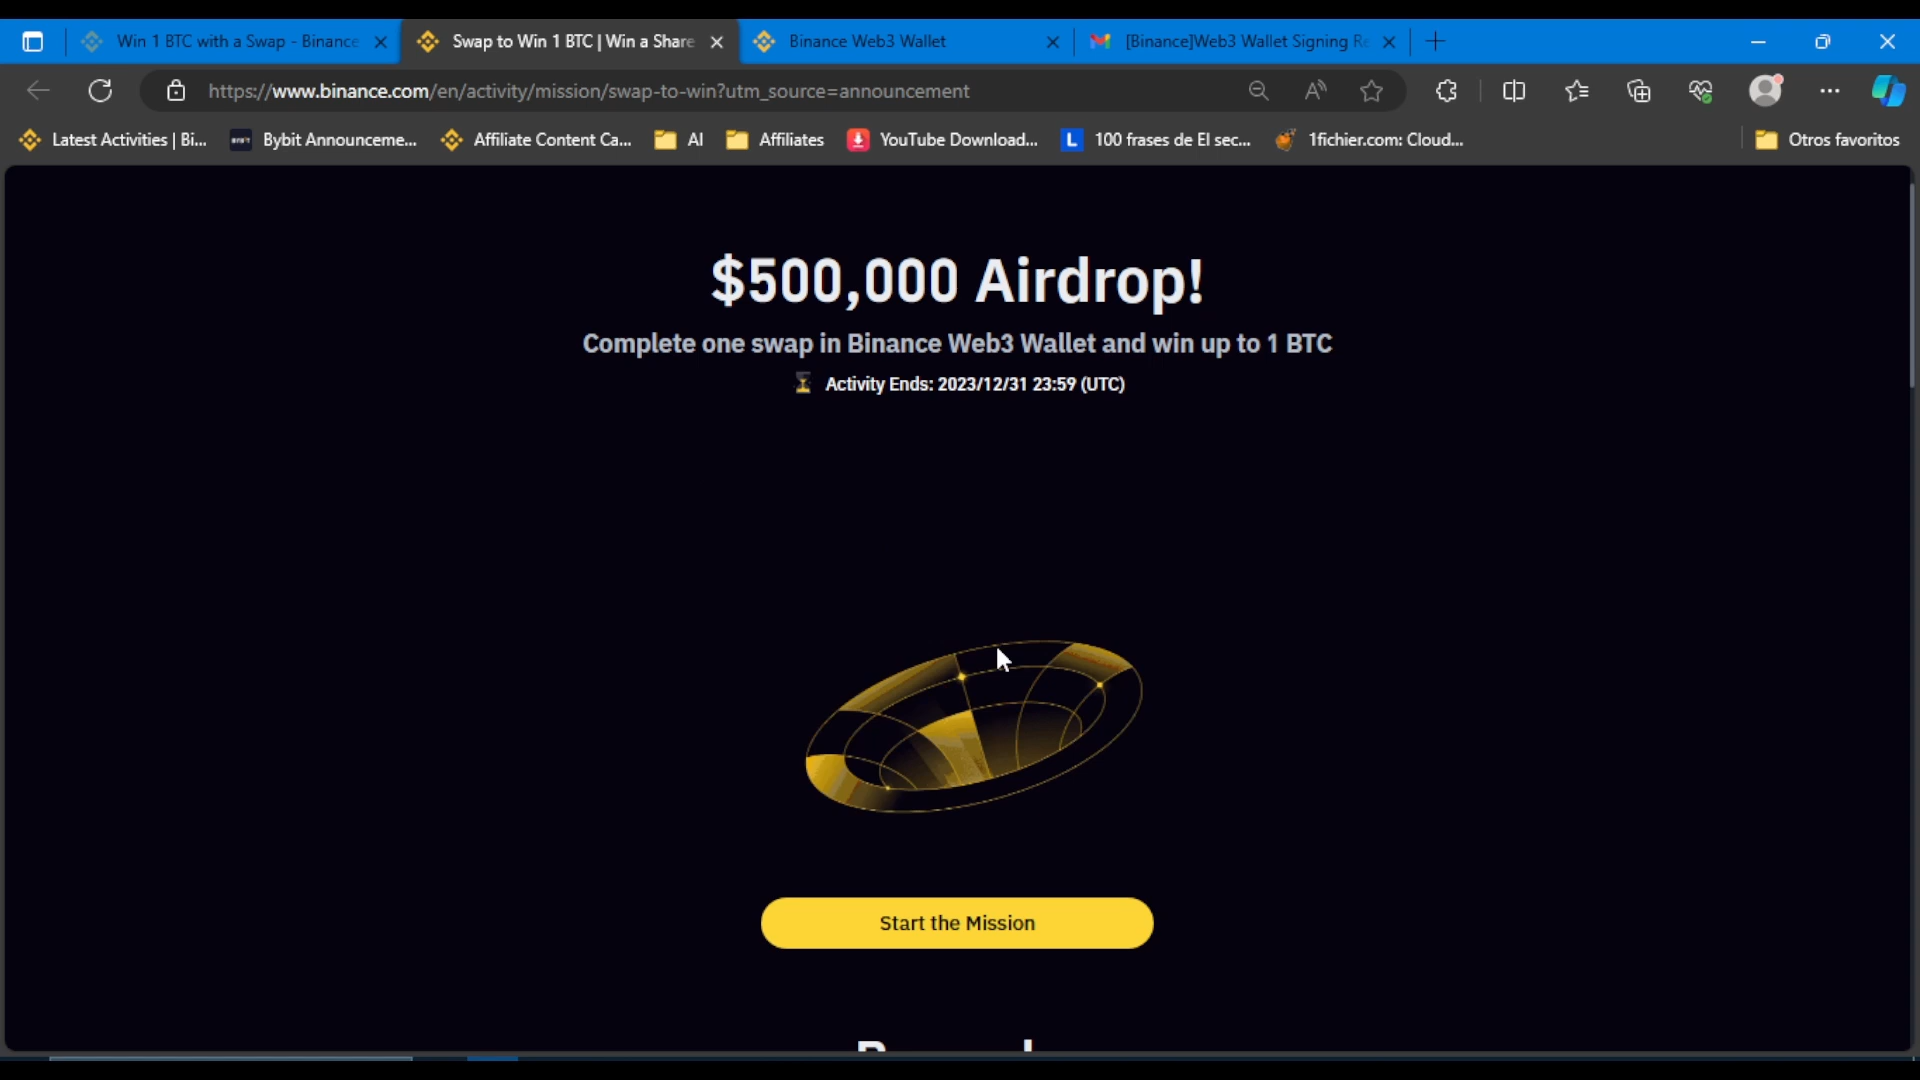 Win 1 BTC with a Swap - Binance
Swap to Win 1 BTC | Win a Share
Binance Web3 Wallet
[Binance]Web3 Wallet Signing Re
https://www.binance.com/en/activity/mission/swap-to-win?utm_source=announcement
Latest Activities | Bi...
Bybit Announceme...
Affiliate Content Ca...
AI
Affiliates
YouTube Download...
L
100 frases de El sec...
1fichier.com: Cloud...
Otros favoritos
$500,000 Airdrop!
Complete one swap in Binance Web3 Wallet and win up to 1 BTC
Activity Ends: 2023/12/31 23:59 (UTC)
Start the Mission